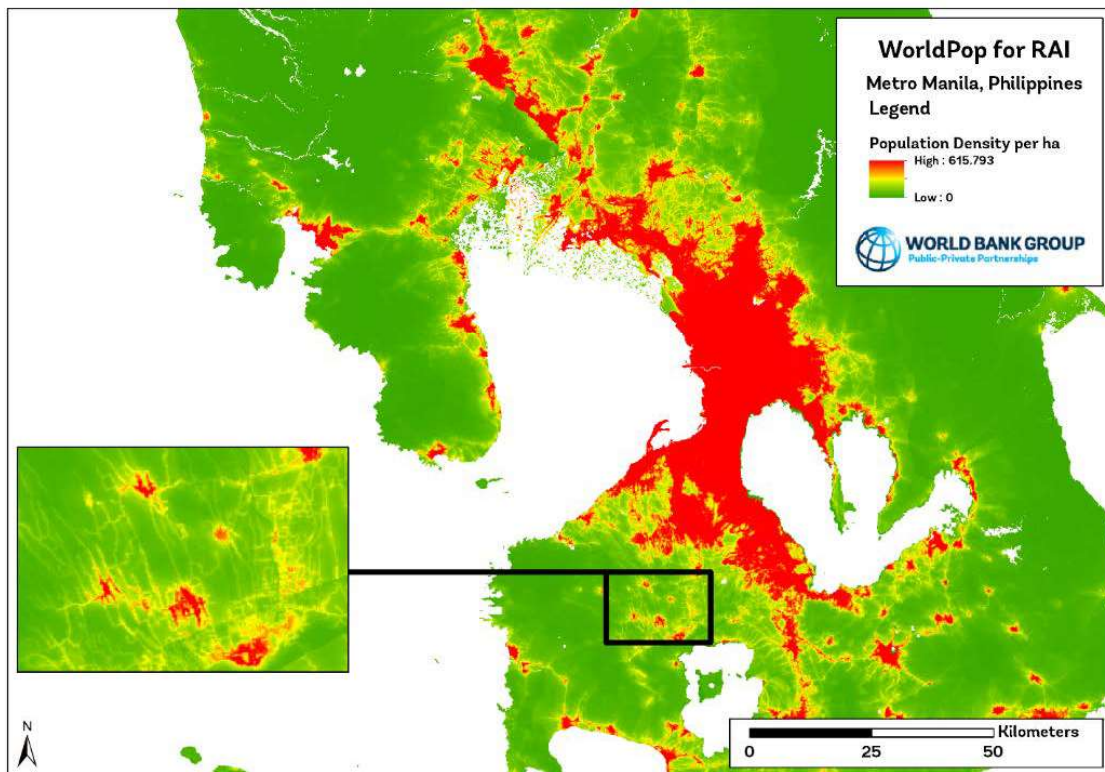 WorldPop for RAI
Metro Manila, Philippines
Legend
Population Density per ha
High : 615.793
Low : 0
WORLD BANK GROUP
Public-Private Partnerships
N
Kilometers
0 25 50